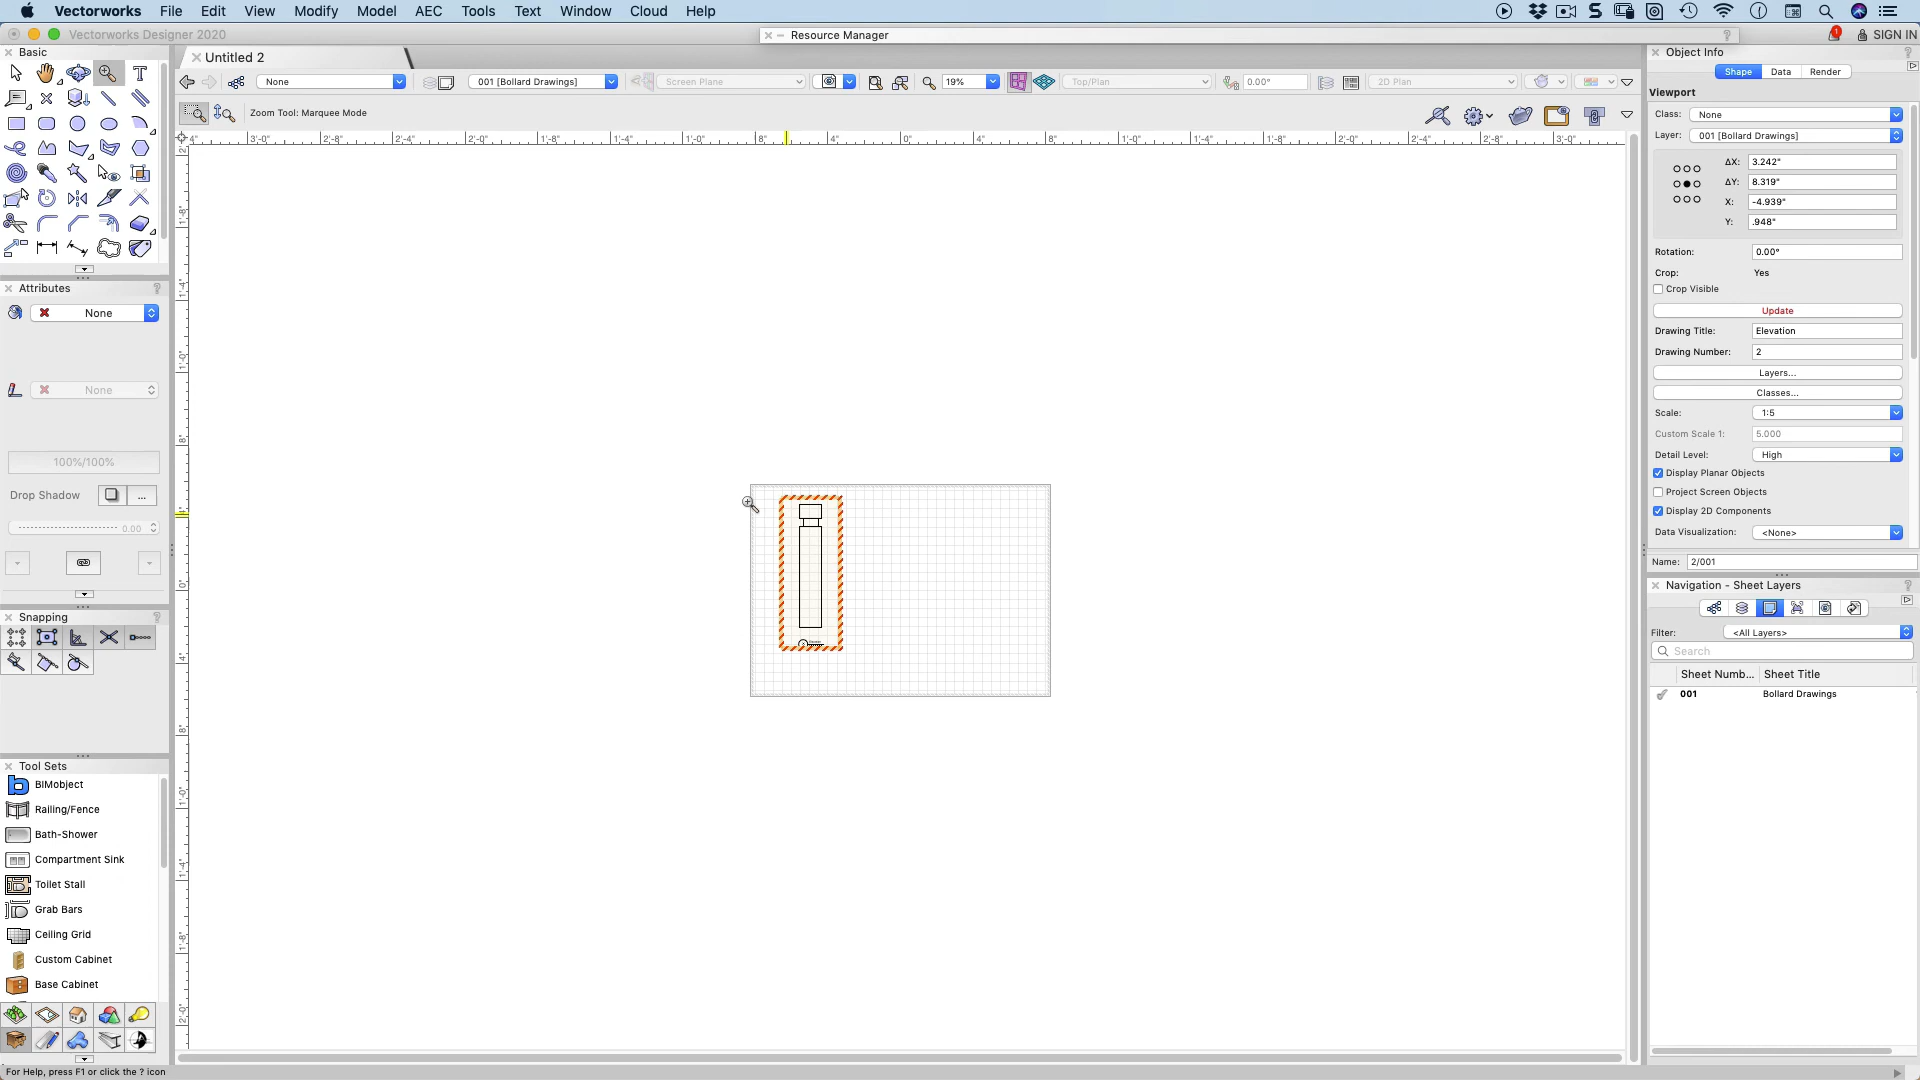 Vectorworks File Edit View Modify Model AEC Tools Text Window Cloud Help
Vectorworks Designer 2020
Resource Manager
SIGN IN
Basic
Untitled 2
Object Info
None
001 [Bollard Drawings]
Screen Plane
19%
Top/Plan
0.00°
2D Plan
Shape Data Render
Zoom Tool: Marquee Mode
Viewport
Class: None
Layer: 001 [Bollard Drawings]
ΔX: 3.242"
ΔY: 8.319"
X: -4.939"
Y: .948"
Rotation: 0.00°
Crop: Yes
Crop Visible
Update
Drawing Title: Elevation
Drawing Number: 2
Layers...
Classes...
Scale: 1:5
Custom Scale 1: 5.000
Detail Level: High
Display Planar Objects
Project Screen Objects
Display 2D Components
Data Visualization: <None>
Name: 2/001
Attributes
None
None
100%/100%
Drop Shadow ...
0.00
Snapping
Tool Sets
BIMobject
Railing/Fence
Bath-Shower
Compartment Sink
Toilet Stall
Grab Bars
Ceiling Grid
Custom Cabinet
Base Cabinet
Navigation - Sheet Layers
Filter: <All Layers>
Search
Sheet Numb... Sheet Title
001 Bollard Drawings
For Help, press F1 or click the ? icon